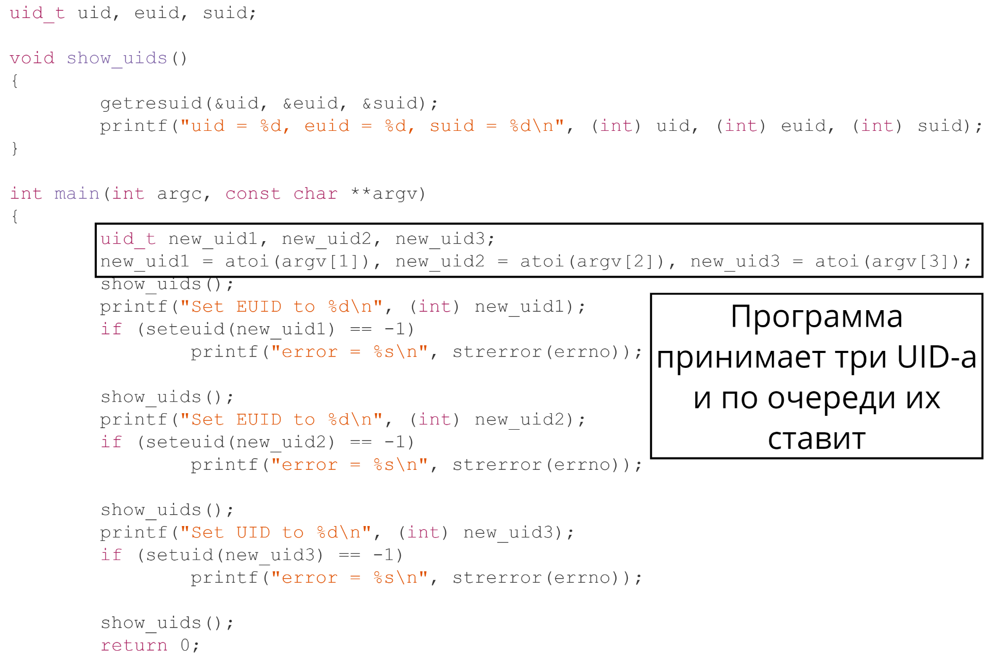 uid_t uid, euid, suid;
void show_uids()
{
getresuid(&uid, &euid, &suid);
printf("uid = %d, euid = %d, suid = %d\n", (int) uid, (int) euid, (int) suid);
}
int main(int argc, const char **argv)
{
uid_t new_uid1, new_uid2, new_uid3;
new_uid1 = atoi(argv[1]), new_uid2 = atoi(argv[2]), new_uid3 = atoi(argv[3]);
show_uids();
printf("Set EUID to %d\n", (int) new_uid1);
if (seteuid(new_uid1) == -1)
printf("error = %s\n", strerror(errno));
show_uids();
printf("Set EUID to %d\n", (int) new_uid2);
if (seteuid(new_uid2) == -1)
printf("error = %s\n", strerror(errno));
show_uids();
printf("Set UID to %d\n", (int) new_uid3);
if (setuid(new_uid3) == -1)
printf("error = %s\n", strerror(errno));
show_uids();
return 0;
Программа
принимает три UID-а
и по очереди их
ставит